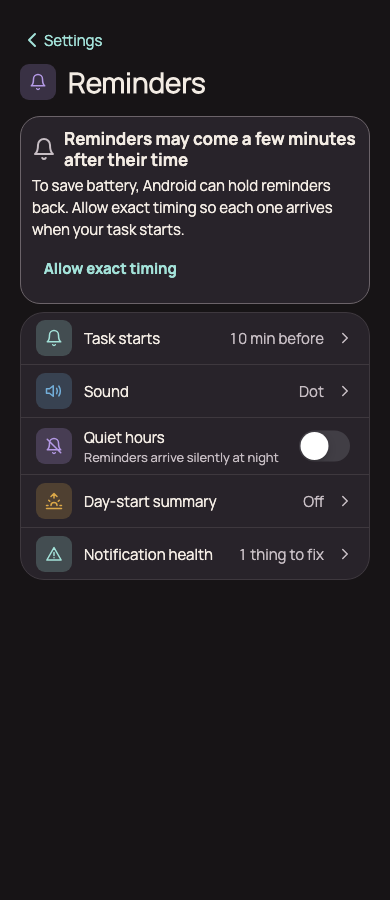 Settings
Reminders
Reminders may come a few minutes
after their time
To save battery, Android can hold reminders
back. Allow exact timing so each one arrives
when your task starts.
Allow exact timing
Task starts 10 min before
Sound Dot
Quiet hours
Reminders arrive silently at night
Day-start summary Off
Notification health 1 thing to fix